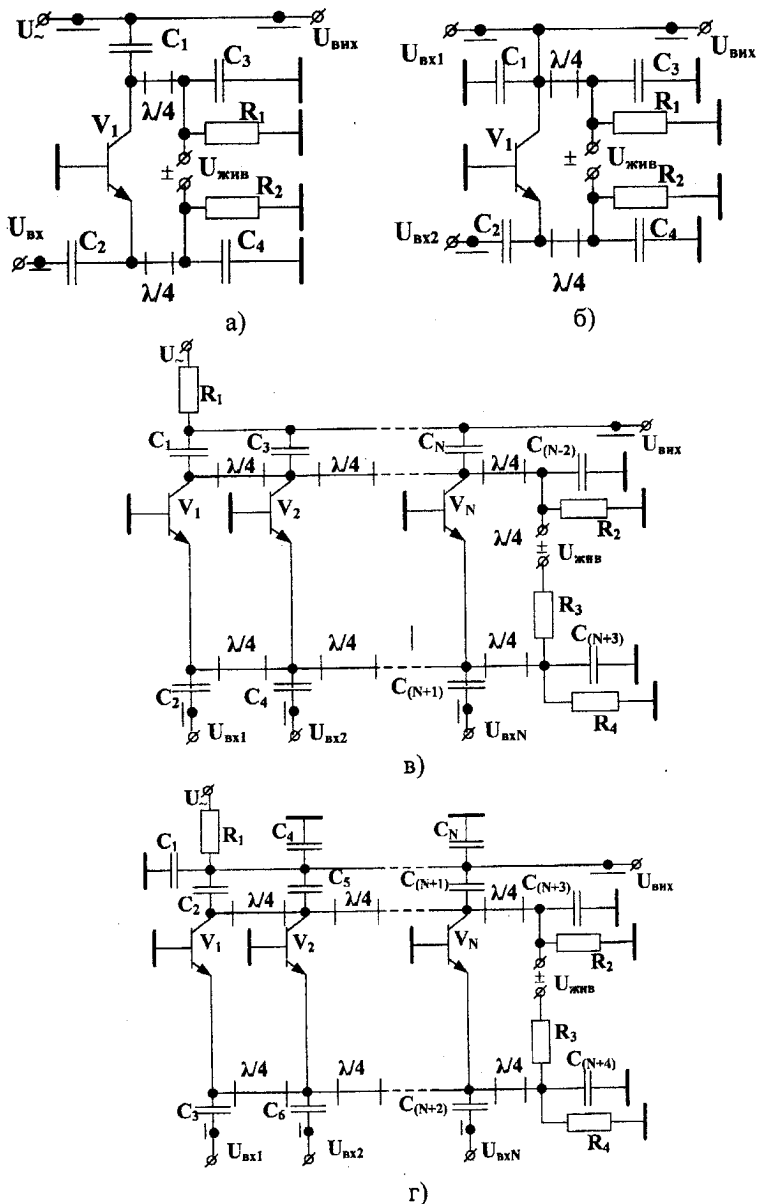 U~ C₁ Uвих
C₃
λ/4
R₁
V₁
± Uжив
R₂
Uвх C₂ C₄
λ/4
а)
Uвх1 C₁ λ/4 Uвих
C₃
R₁
V₁
± Uжив
R₂
Uвх2 C₂ C₄
λ/4
б)
U~
R₁
C₁ C₃ C_N C₍N-2₎ Uвих
λ/4 λ/4 λ/4
V₁ V₂ V_N R₂
λ/4 ± Uжив
R₃
λ/4 λ/4 λ/4 C₍N+3₎
C₂ C₄ C₍N+1₎
R₄
Uвх1 Uвх2 UвхN
в)
U~
R₁ C₄ C_N
C₁
C₂ C₅ C₍N+1₎ C₍N+3₎ Uвих
λ/4 λ/4 λ/4
V₁ V₂ V_N R₂
± Uжив
R₃
λ/4 λ/4 λ/4 C₍N+4₎
C₃ C₆ C₍N+2₎
R₄
Uвх1 Uвх2 UвхN
г)